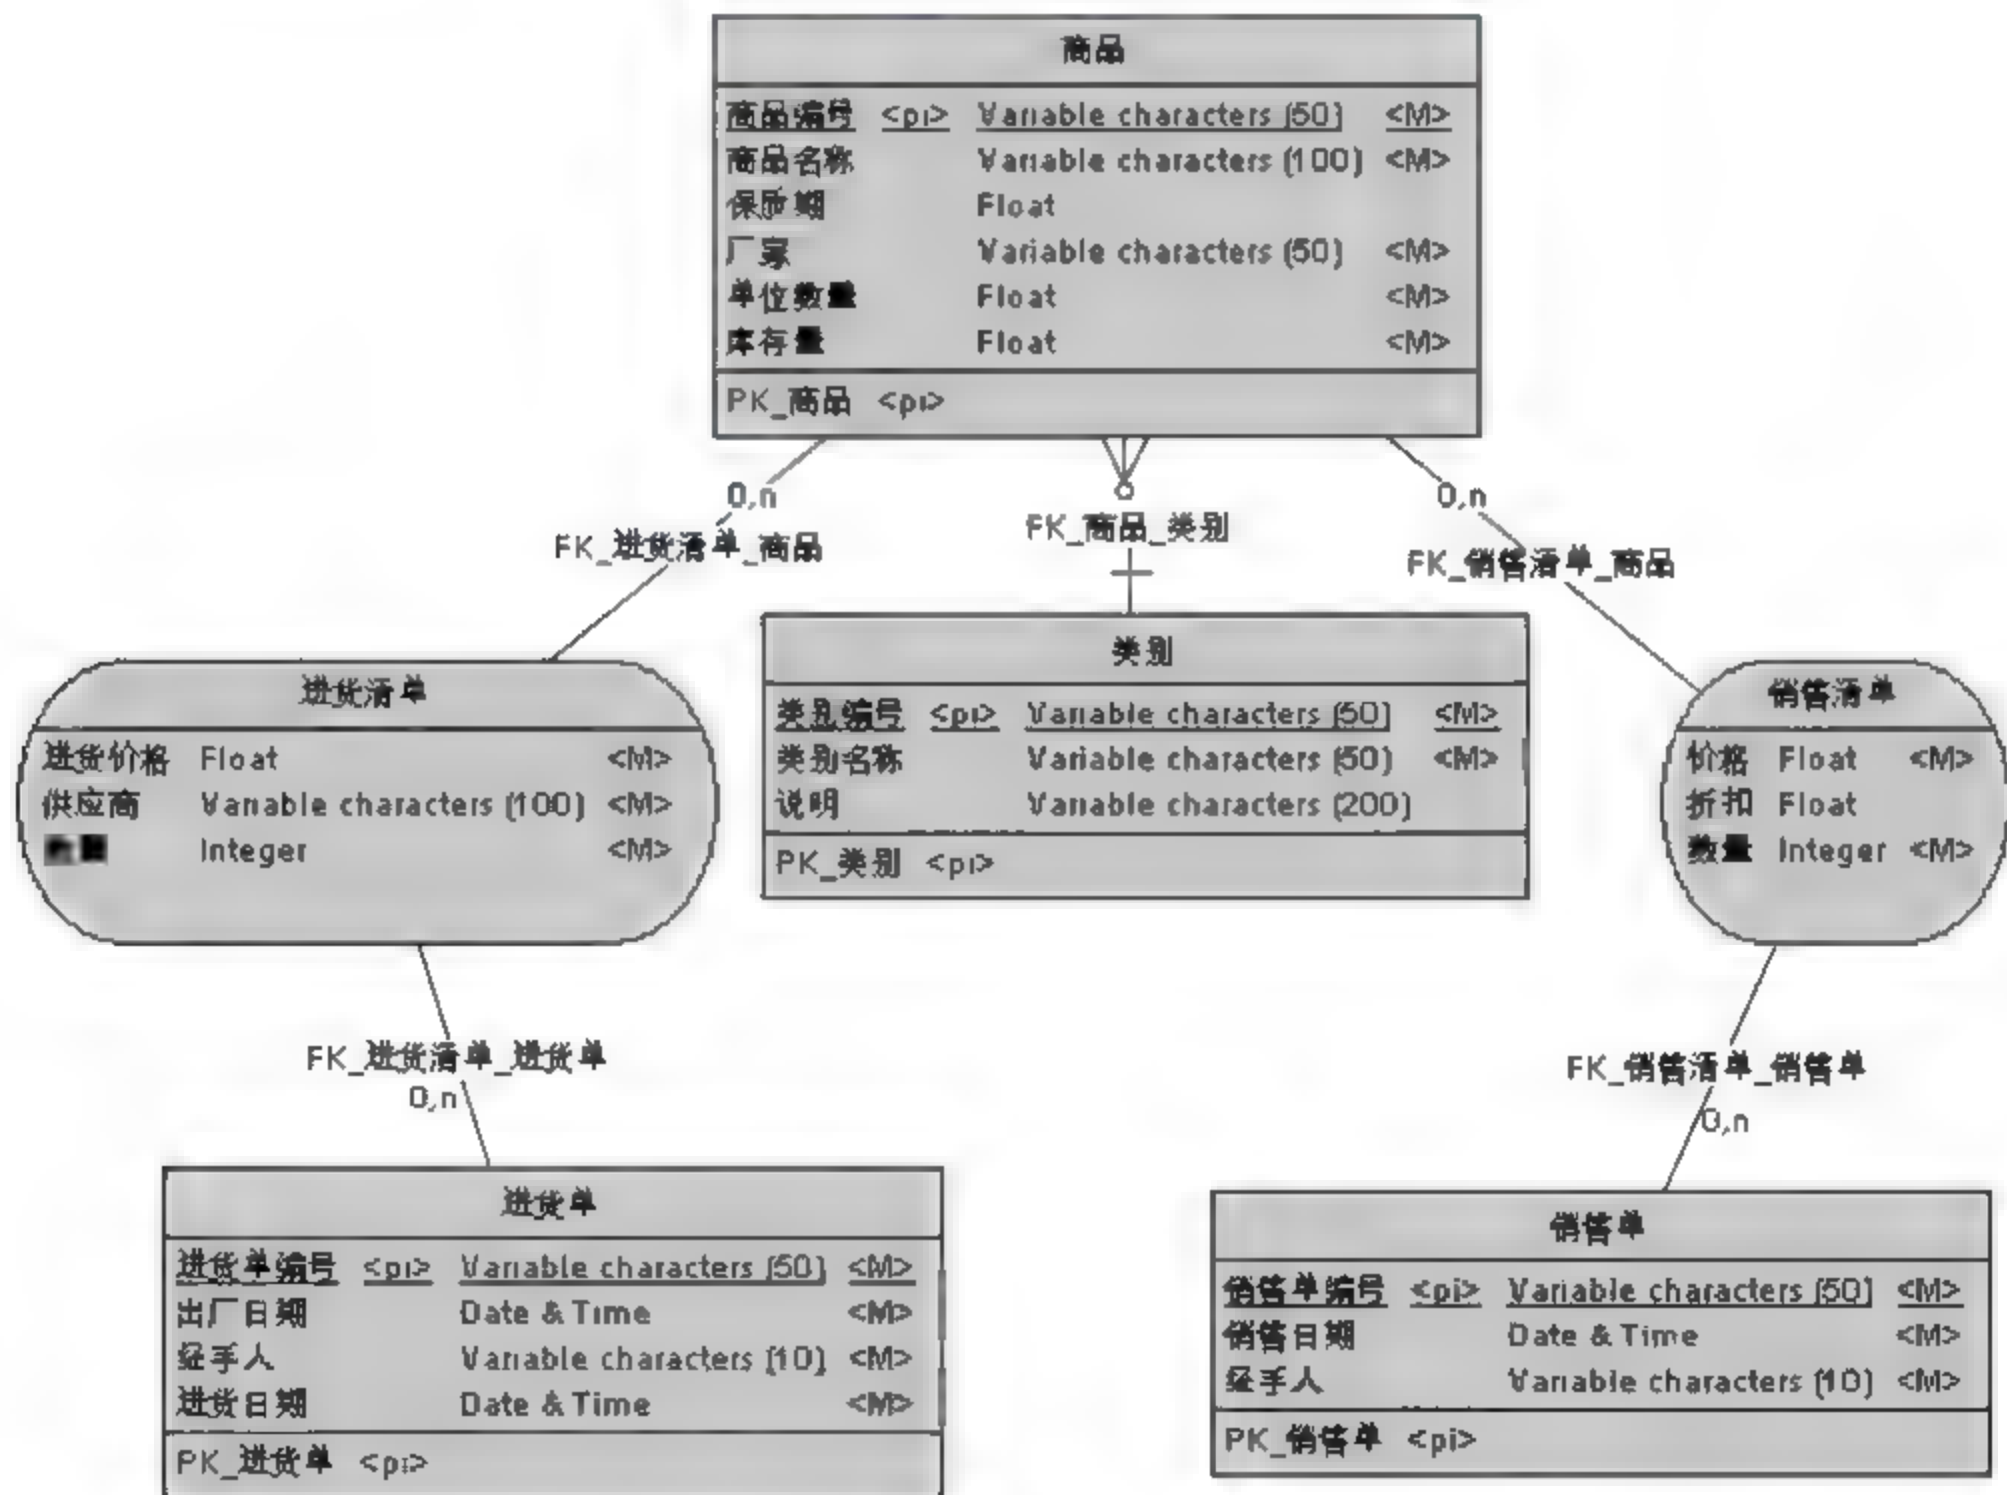 商品
商品编号 <pi> Variable characters (50) <M>
商品名称 Variable characters (100) <M>
保质期 Float
厂家 Variable characters (50) <M>
单位数量 Float <M>
库存量 Float <M>
PK_商品 <pi>
0,n
0,n
FK_进货清单_商品
FK_商品_类别
FK_销售清单_商品
进货清单
进货价格 Float <M>
供应商 Variable characters (100) <M>
Integer <M>
类别
类别编号 <pi> Variable characters (50) <M>
类别名称 Variable characters (50) <M>
说明 Variable characters (200)
PK_类别 <pi>
销售清单
价格 Float <M>
折扣 Float
数量 Integer <M>
FK_进货清单_进货单
0,n
FK_销售清单_销售单
0,n
进货单
进货单编号 <pi> Variable characters (50) <M>
出厂日期 Date & Time <M>
经手人 Variable characters (10) <M>
进货日期 Date & Time <M>
PK_进货单 <pi>
销售单
销售单编号 <pi> Variable characters (50) <M>
销售日期 Date & Time <M>
经手人 Variable characters (10) <M>
PK_销售单 <pi>